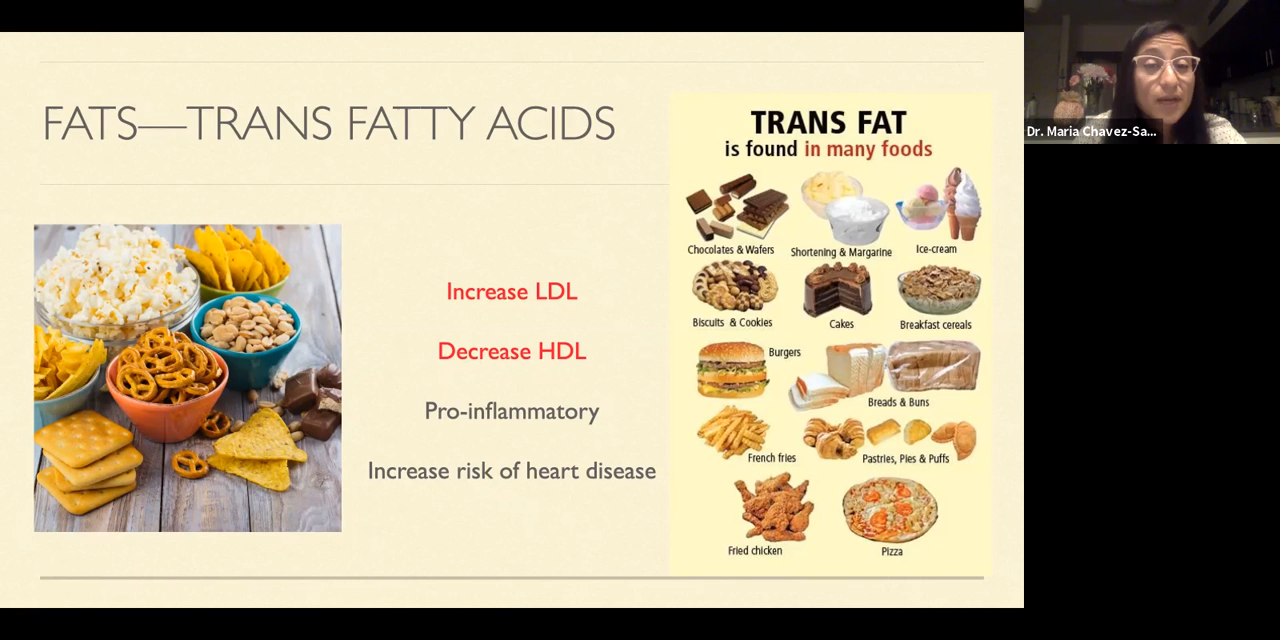 FATS—TRANS FATTY ACIDS
Increase LDL
Decrease HDL
Pro-inflammatory
Increase risk of heart disease
TRANS FAT
is found in many foods
Chocolates & Wafers
Shortening & Margarine
Ice-cream
Biscuits & Cookies
Cakes
Breakfast cereals
Burgers
Breads & Buns
French fries
Pastries, Pies & Puffs
Fried chicken
Pizza
Dr. Maria Chavez-Sa...